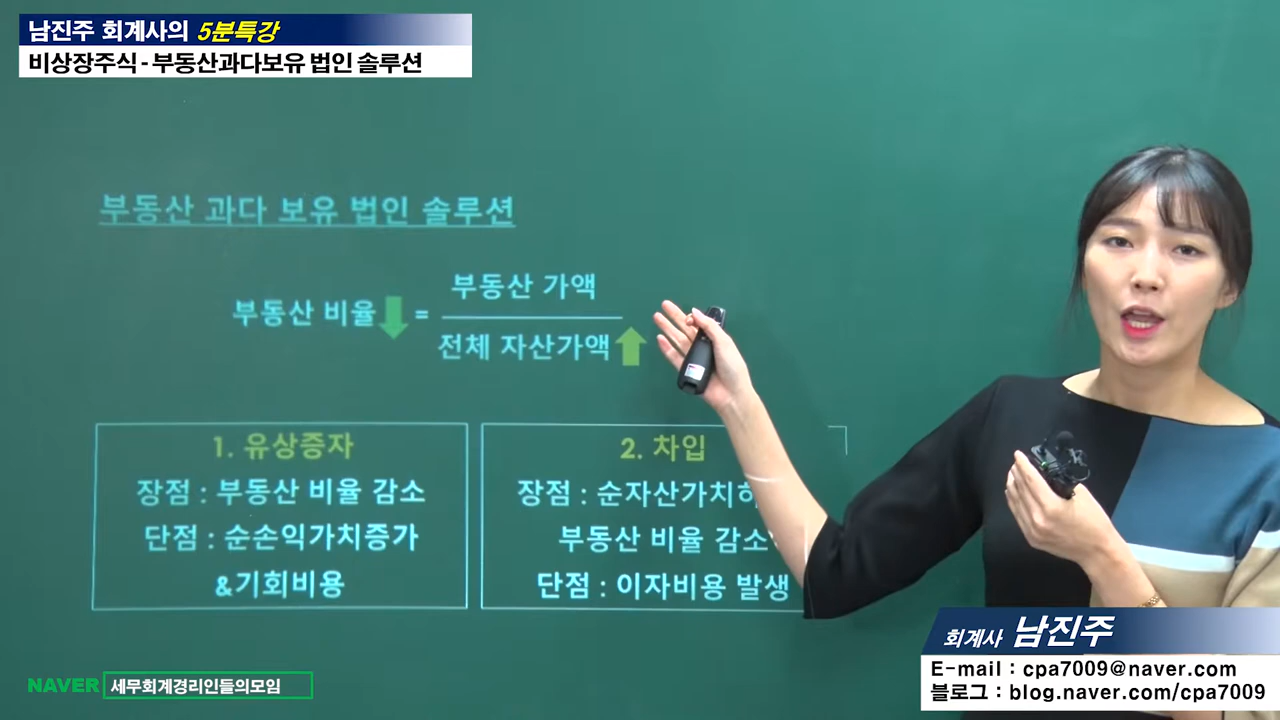 남진주 회계사의 5분특강
비상장주식 - 부동산과다보유 법인 솔루션
부동산 과다 보유 법인 솔루션
부동산 비율 =
부동산 가액
전체 자산가액
1. 유상증자
장점 : 부동산 비율 감소
단점 : 순손익가치증가
&기회비용
2. 차입
장점 : 순자산가치
부동산 비율 감소
단점 : 이자비용 발생
회계사 남진주
E-mail : cpa7009@naver.com
블로그 : blog.naver.com/cpa7009
NAVER 세무회계경리인들의모임